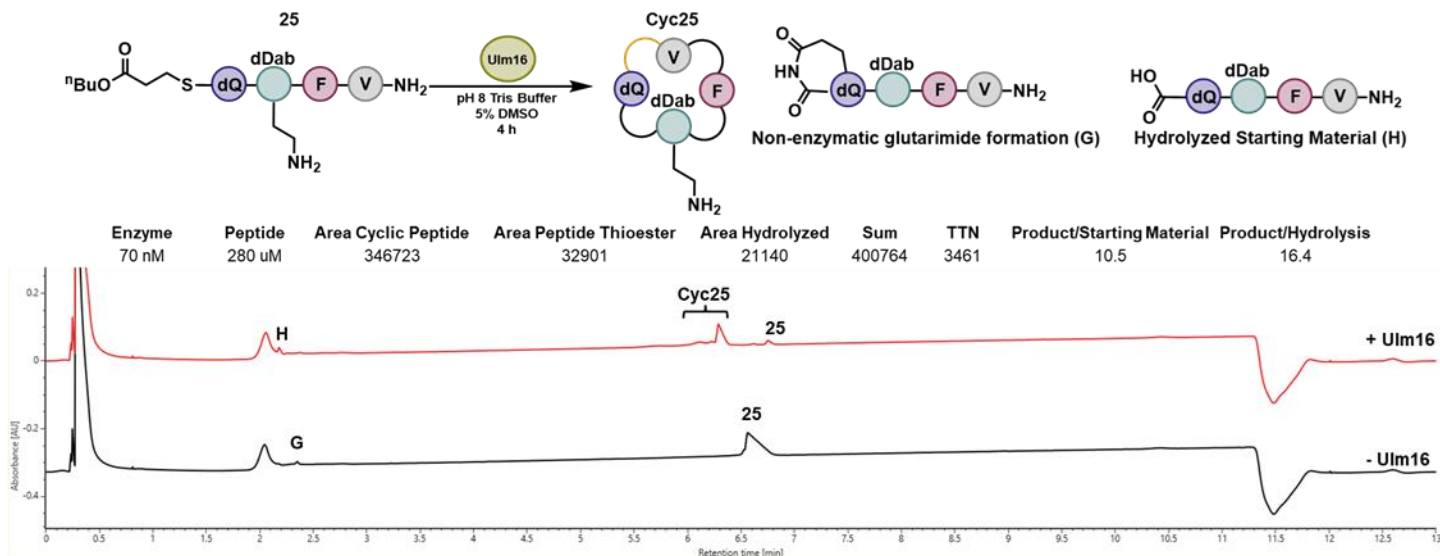 25
Cyc25
O
nBuO
S
dQ
dDab
F
V
NH2
NH2
Ulm16
pH 8 Tris Buffer
5% DMSO
4 h
V
dQ
F
dDab
NH2
O
HN
O
dQ
dDab
F
V
NH2
Non-enzymatic glutarimide formation (G)
HO
O
dQ
dDab
F
V
NH2
Hydrolyzed Starting Material (H)
Enzyme Peptide Area Cyclic Peptide Area Peptide Thioester Area Hydrolyzed Sum TTN Product/Starting Material Product/Hydrolysis
70 nM 280 uM 346723 32901 21140 400764 3461 10.5 16.4
Cyc25
H
25
+ Ulm16
G
25
- Ulm16
Absorbance [AU]
0.2
0
-0.2
-0.4
0 0.5 1 1.5 2 2.5 3 3.5 4 4.5 5 5.5 6 6.5 7 7.5 8 8.5 9 9.5 10 10.5 11 11.5 12 12.5 13
Retention time [min]